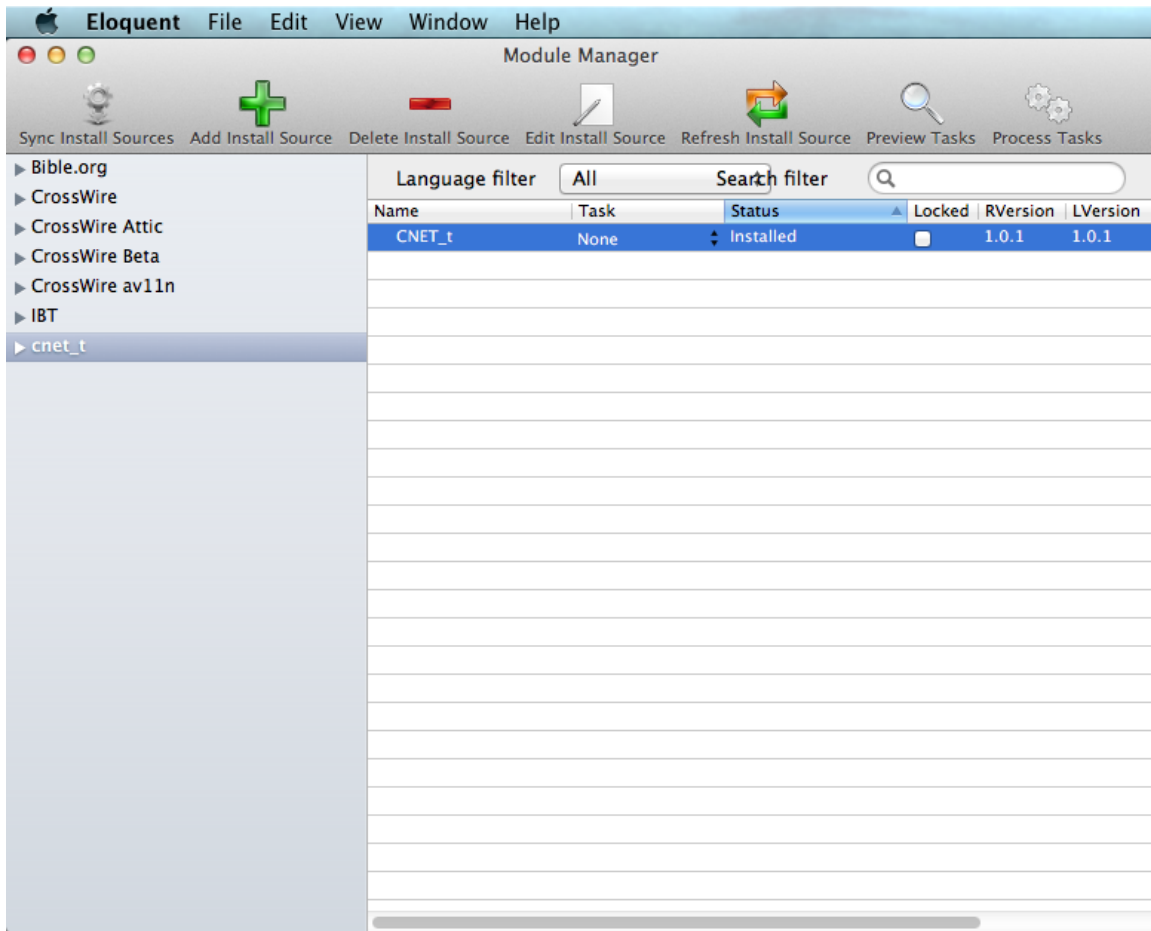 Eloquent File Edit View Window Help
Module Manager
Sync Install Sources Add Install Source Delete Install Source Edit Install Source Refresh Install Source Preview Tasks Process Tasks
Bible.org
CrossWire
CrossWire Attic
CrossWire Beta
CrossWire av11n
IBT
cnet_t
Language filter All Search filter
Name Task Status Locked RVersion LVersion
CNET_t None Installed 1.0.1 1.0.1